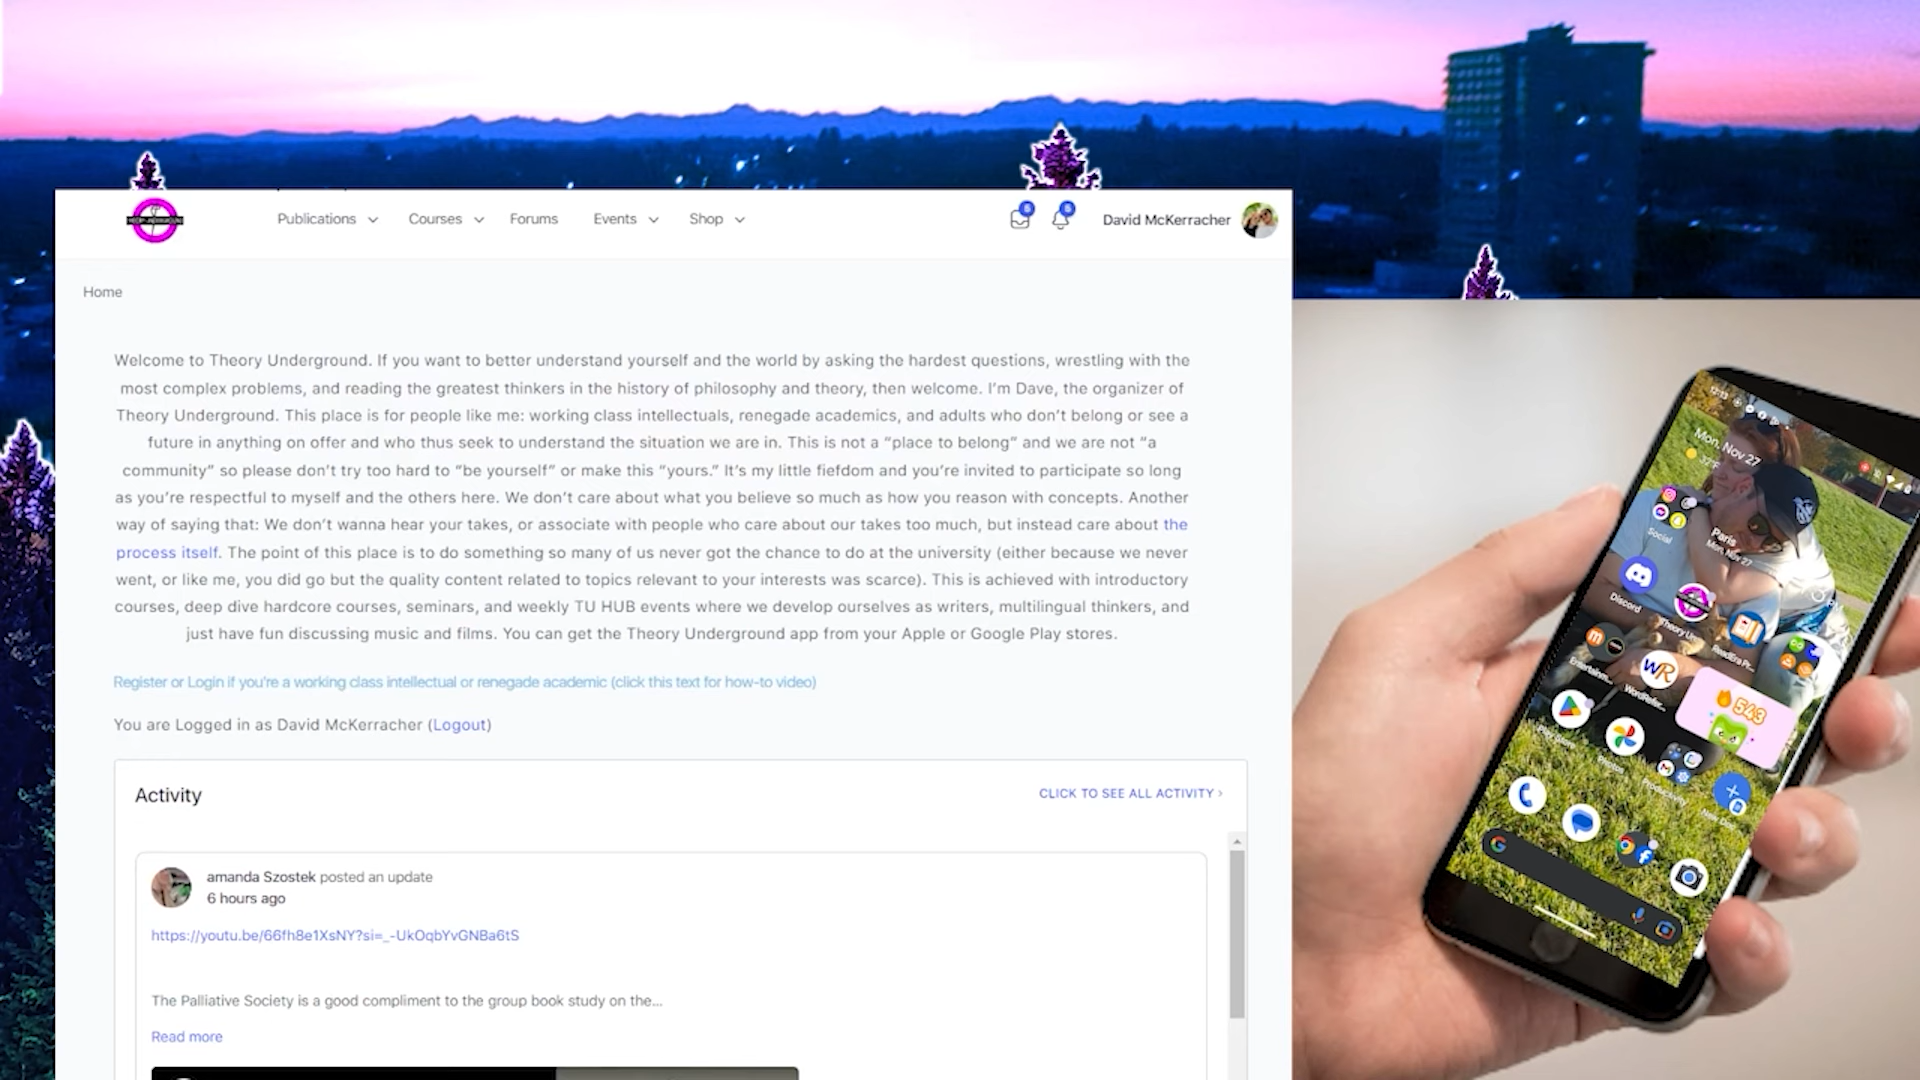 Publications
Courses
Forums
Events
Shop
6
6
David McKerracher
Home
Welcome to Theory Underground. If you want to better understand yourself and the world by asking the hardest questions, wrestling with the
most complex problems, and reading the greatest thinkers in the history of philosophy and theory, then welcome. I’m Dave, the organizer of
Theory Underground. This place is for people like me: working class intellectuals, renegade academics, and adults who don’t belong or see a
future in anything on offer and who thus seek to understand the situation we are in. This is not a “place to belong” and we are not “a
community” so please don’t try too hard to “be yourself” or make this “yours.” It’s my little fiefdom and you’re invited to participate so long
as you’re respectful to myself and the others here. We don’t care about what you believe so much as how you reason with concepts. Another
way of saying that: We don’t wanna hear your takes, or associate with people who care about our takes too much, but instead care about the
process itself. The point of this place is to do something so many of us never got the chance to do at the university (either because we never
went, or like me, you did go but the quality content related to topics relevant to your interests was scarce). This is achieved with introductory
courses, deep dive hardcore courses, seminars, and weekly TU HUB events where we develop ourselves as writers, multilingual thinkers, and
just have fun discussing music and films. You can get the Theory Underground app from your Apple or Google Play stores.
Register or Login if you're a working class intellectual or renegade academic (click this text for how-to video)
You are Logged in as David McKerracher (Logout)
Activity
CLICK TO SEE ALL ACTIVITY ›
amanda Szostek posted an update
6 hours ago
https://youtu.be/66fh8e1XsNY?si=_-UkOqbYvGNBa6tS
The Palliative Society is a good compliment to the group book study on the...
Read more
Mon, Nov 27
37°F
Social
Paris
Mon, Nov 27
Discord
Theory U...
ReadEra Pr...
Entertainm...
WordRefer...
543
Photos
Productivity